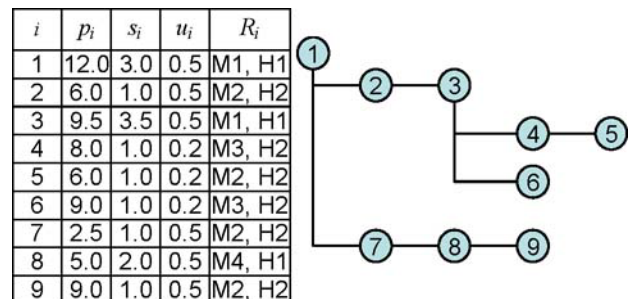 i pi si ui Ri
1 12.0 3.0 0.5 M1, H1
2 6.0 1.0 0.5 M2, H2
3 9.5 3.5 0.5 M1, H1
4 8.0 1.0 0.2 M3, H2
5 6.0 1.0 0.2 M2, H2
6 9.0 1.0 0.2 M3, H2
7 2.5 1.0 0.5 M2, H2
8 5.0 2.0 0.5 M4, H1
9 9.0 1.0 0.5 M2, H2
1
2 3
4 5
6
7 8 9